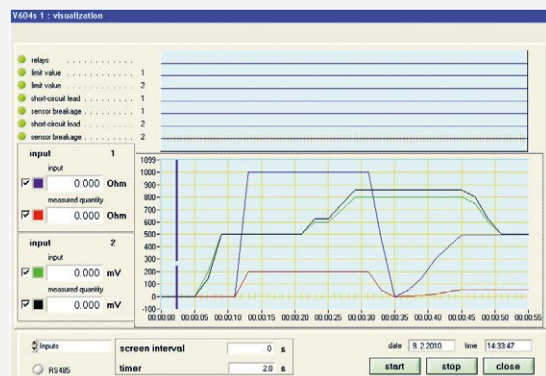 V604s 1 : visualization
relays . . . . . . . . . . . .
limit value . . . . . . . . . 1
limit value . . . . . . . . . 2
short-circuit lead . . . . . . . 1
sensor breakage . . . . . . . 1
short-circuit lead . . . . . . . 2
sensor breakage . . . . . . . 2
input 1
input
0.000 Ohm
measured quantity
0.000 Ohm
input 2
input
0.000 mV
measured quantity
0.000 mV
1099-
1000-
900-
800-
700-
600-
500-
400-
300-
200-
100-
0-
-100-
00:00:00 00:00:05 00:00:10 00:00:15 00:00:20 00:00:25 00:00:30 00:00:35 00:00:40 00:00:45 00:00:50 00:00:55
Inputs
RS485
screen interval 0 s
timer 2.0 s
date 9. 2.2010 time 14:33:47
start stop close